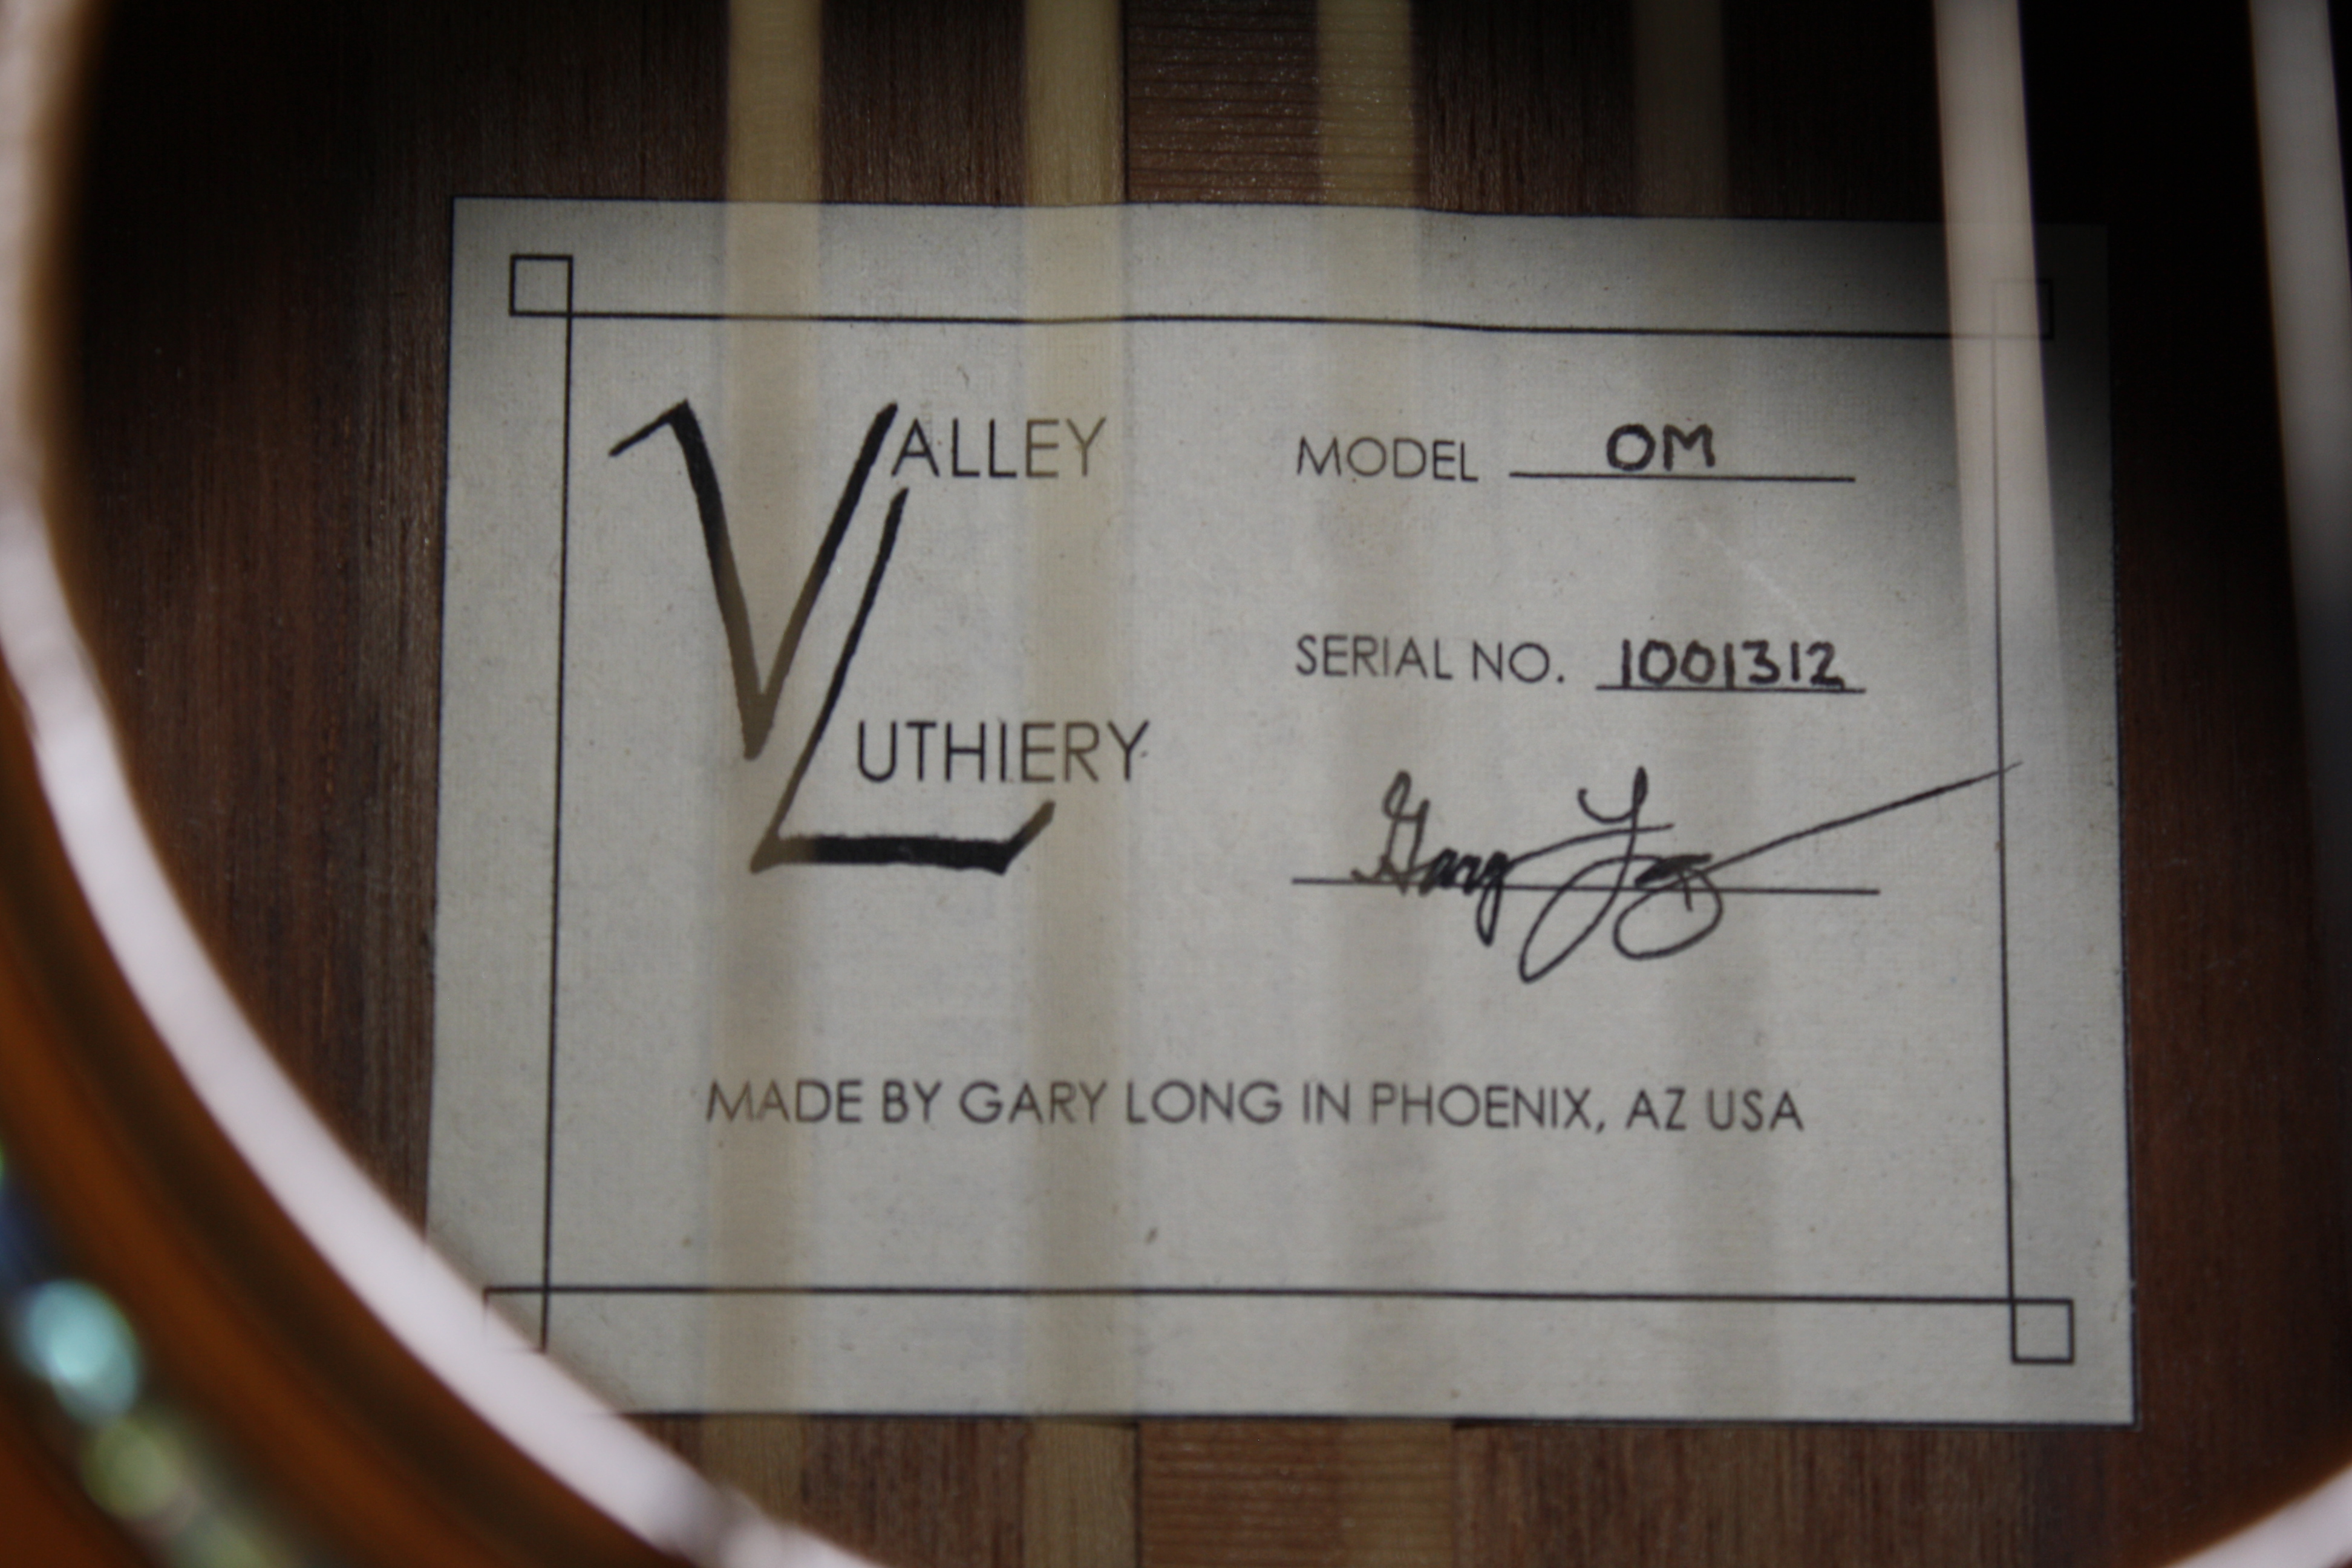 VALLEY
LUTHIERY
MODEL OM
SERIAL NO. 1001312
Gary Long
MADE BY GARY LONG IN PHOENIX, AZ USA